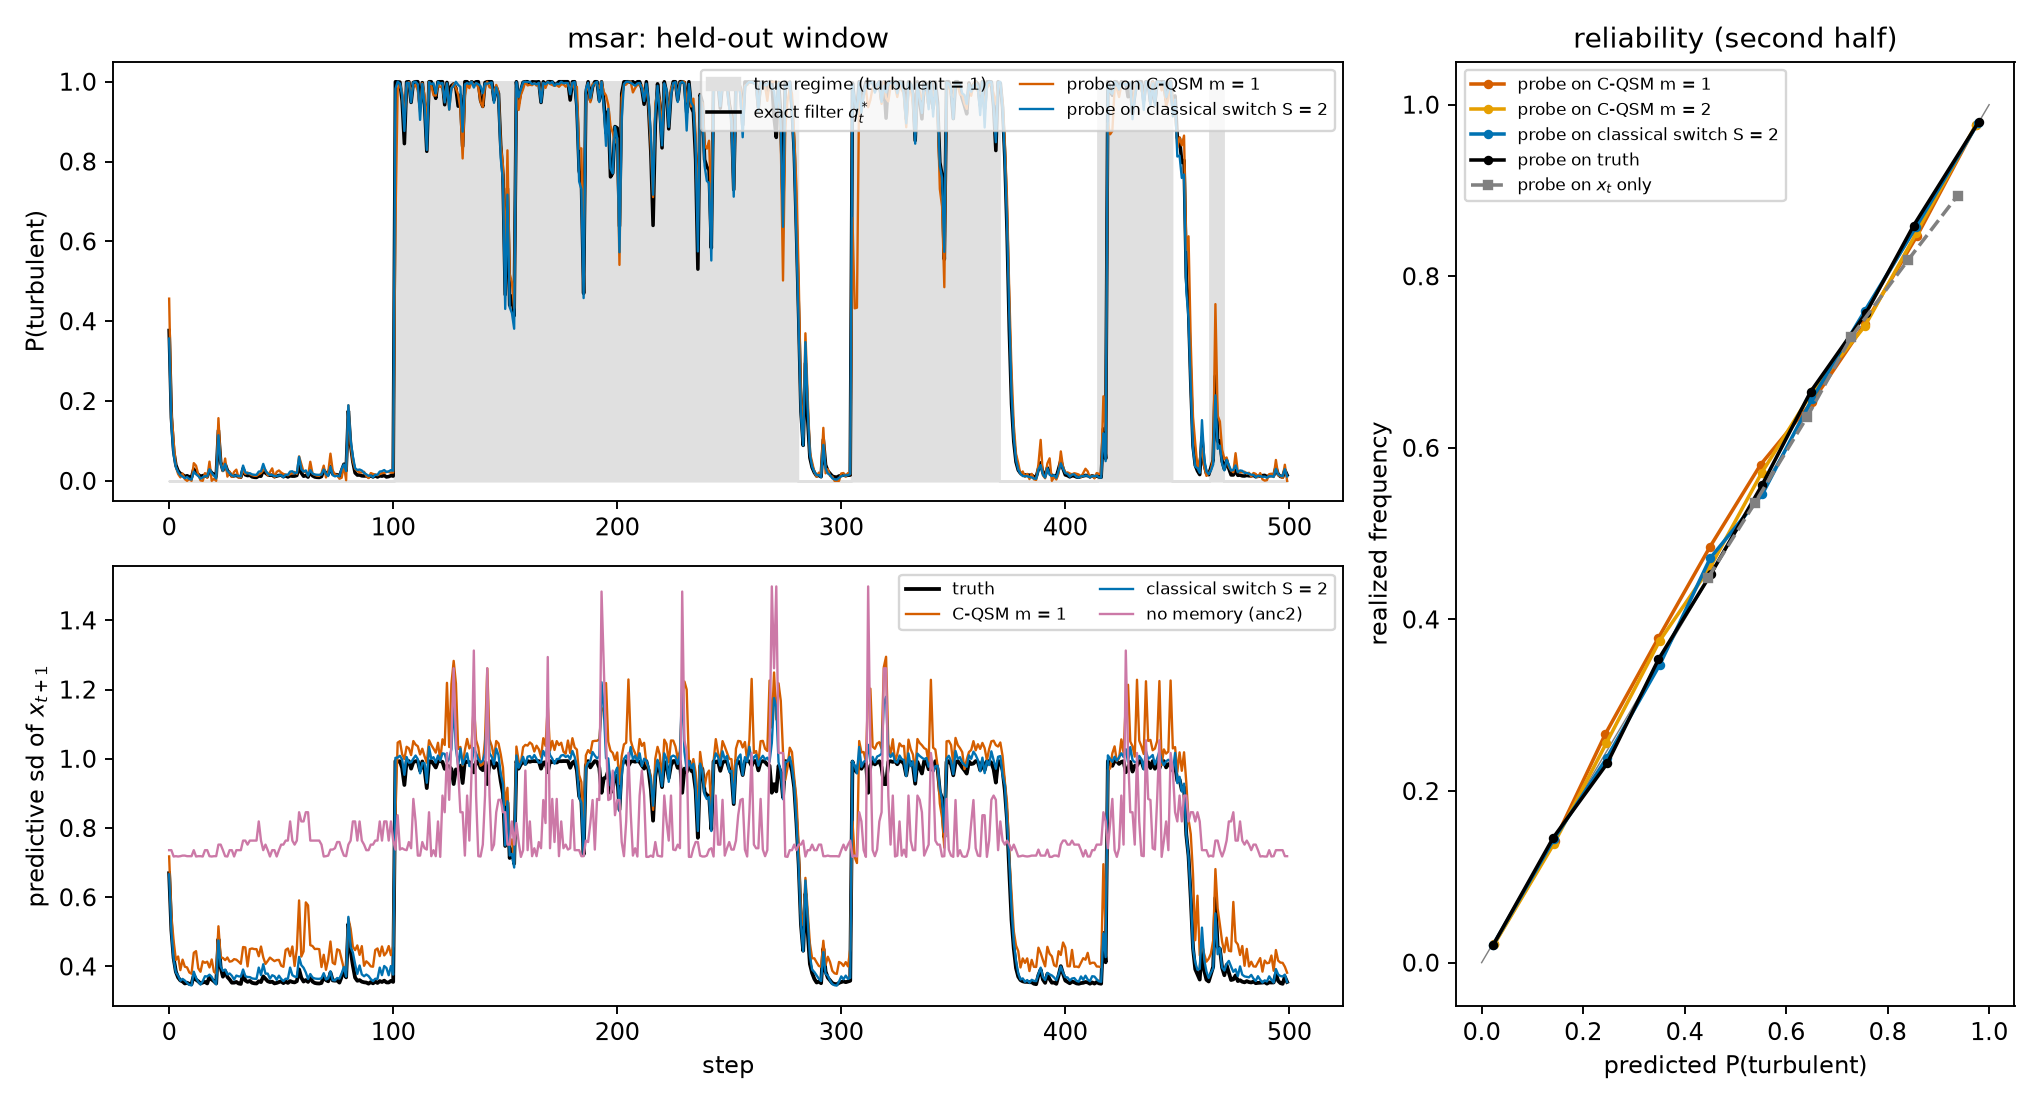 msar: held-out window
P(turbulent)
1.0
0.8
0.6
0.4
0.2
0.0
true regime (turbulent = 1)
exact filter q*t
probe on C-QSM m = 1
probe on classical switch S = 2
0
100
200
300
400
500
predictive sd of xt+1
1.4
1.2
1.0
0.8
0.6
0.4
truth
C-QSM m = 1
classical switch S = 2
no memory (anc2)
0
100
200
300
400
500
step
reliability (second half)
realized frequency
1.0
0.8
0.6
0.4
0.2
0.0
probe on C-QSM m = 1
probe on C-QSM m = 2
probe on classical switch S = 2
probe on truth
probe on xt only
0.0
0.2
0.4
0.6
0.8
1.0
predicted P(turbulent)